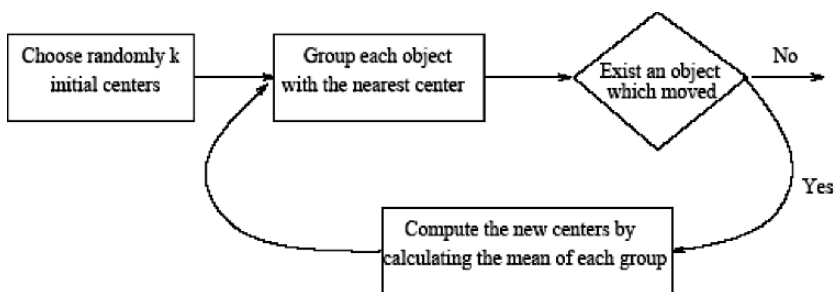 Choose randomly k
initial centers
Group each object
with the nearest center
Exist an object
which moved
No
Yes
Compute the new centers by
calculating the mean of each group